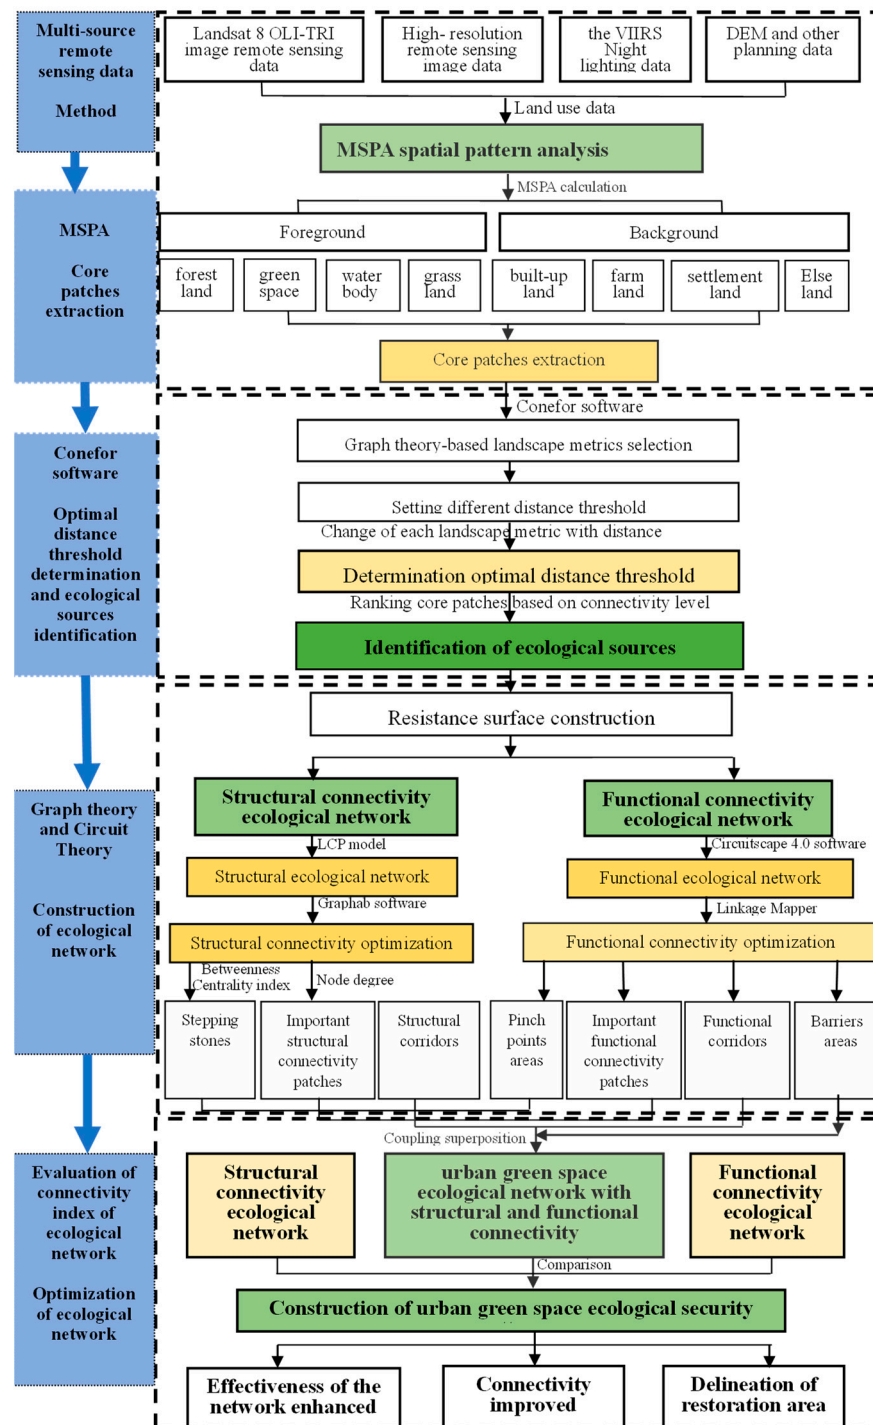 Multi-source
remote
sensing data
Method
Landsat 8 OLI-TRI
image remote sensing
data
High- resolution
remote sensing
image data
the VIIRS
Night
lighting data
DEM and other
planning data
Land use data
MSPA spatial pattern analysis
MSPA calculation
MSPA
Core
patches
extraction
Foreground
Background
forest
land
green
space
water
body
grass
land
built-up
land
farm
land
settlement
land
Else
land
Core patches extraction
Conefor software
Conefor
software
Optimal
distance
threshold
determination
and ecological
sources
identification
Graph theory-based landscape metrics selection
Setting different distance threshold
Change of each landscape metric with distance
Determination optimal distance threshold
Ranking core patches based on connectivity level
Identification of ecological sources
Resistance surface construction
Graph theory
and Circuit
Theory
Construction
of ecological
network
Structural connectivity
ecological network
Functional connectivity
ecological network
LCP model
Circuitscape 4.0 software
Structural ecological network
Functional ecological network
Graphab software
Linkage Mapper
Structural connectivity optimization
Functional connectivity optimization
Betweenness
Centrality index
Node degree
Stepping
stones
Important
structural
connectivity
patches
Structural
corridors
Pinch
points
areas
Important
functional
connectivity
patches
Functional
corridors
Barriers
areas
Coupling superposition
Evaluation of
connectivity
index of
ecological
network
Optimization
of ecological
network
Structural
connectivity
ecological
network
urban green space
ecological network with
structural and functional
connectivity
Functional
connectivity
ecological
network
Comparison
Construction of urban green space ecological security
Effectiveness of the
network enhanced
Connectivity
improved
Delineation of
restoration area